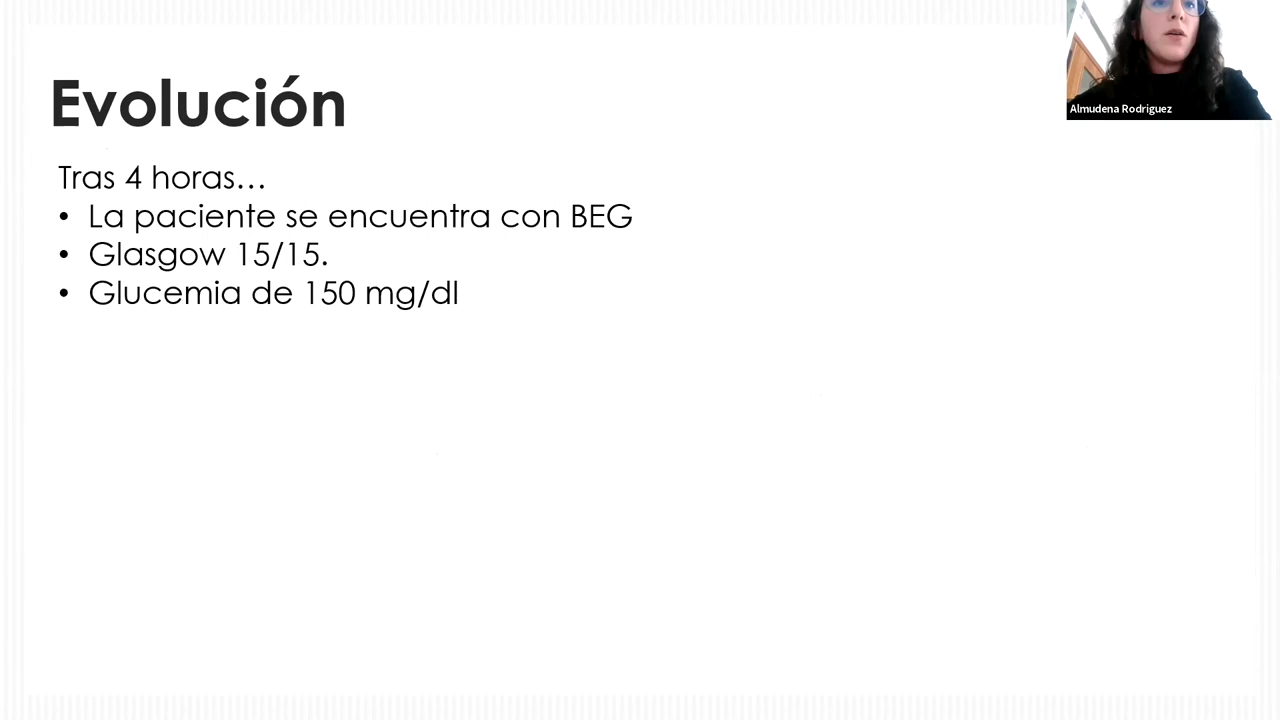 Evolución
Tras 4 horas…
• La paciente se encuentra con BEG
• Glasgow 15/15.
• Glucemia de 150 mg/dl
Almudena Rodriguez